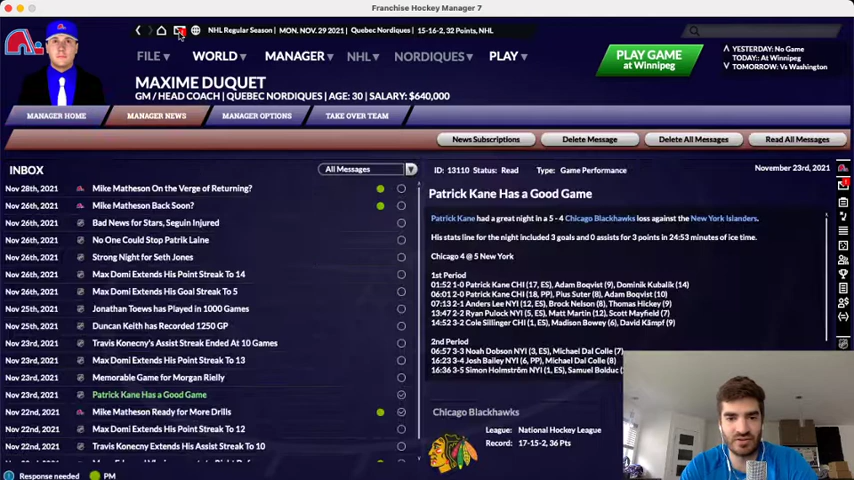 Franchise Hockey Manager 7
NHL Regular Season | MON. NOV. 29 2021 | Quebec Nordiques | 15-16-2, 32 Points, NHL
FILE WORLD MANAGER NHL NORDIQUES PLAY
PLAY GAME
at Winnipeg
YESTERDAY: No Game
TODAY:: At Winnipeg
TOMORROW: Vs Washington
MAXIME DUQUET
GM / HEAD COACH | QUEBEC NORDIQUES | AGE: 30 | SALARY: $640,000
MANAGER HOME MANAGER NEWS MANAGER OPTIONS TAKE OVER TEAM
News Subscriptions Delete Message Delete All Messages Read All Messages
INBOX All Messages
Nov 28th, 2021 Mike Matheson On the Verge of Returning?
Nov 26th, 2021 Mike Matheson Back Soon?
Nov 26th, 2021 Bad News for Stars, Seguin Injured
Nov 26th, 2021 No One Could Stop Patrik Laine
Nov 26th, 2021 Strong Night for Seth Jones
Nov 26th, 2021 Max Domi Extends His Point Streak To 14
Nov 26th, 2021 Max Domi Extends His Goal Streak To 5
Nov 25th, 2021 Jonathan Toews has Played in 1000 Games
Nov 25th, 2021 Duncan Keith has Recorded 1250 GP
Nov 23rd, 2021 Travis Konecny's Assist Streak Ended At 10 Games
Nov 23rd, 2021 Max Domi Extends His Point Streak To 13
Nov 23rd, 2021 Memorable Game for Morgan Rielly
Nov 23rd, 2021 Patrick Kane Has a Good Game
Nov 22nd, 2021 Mike Matheson Ready for More Drills
Nov 22nd, 2021 Max Domi Extends His Point Streak To 12
Nov 22nd, 2021 Travis Konecny Extends His Assist Streak To 10
Response needed PM
ID: 13110 Status: Read Type: Game Performance November 23rd, 2021
Patrick Kane Has a Good Game
Patrick Kane had a great night in a 5 - 4 Chicago Blackhawks loss against the New York Islanders.
His stats line for the night included 3 goals and 0 assists for 3 points in 24:53 minutes of ice time.
Chicago 4 @ 5 New York
1st Period
01:52 1-0 Patrick Kane CHI (17, ES), Adam Boqvist (9), Dominik Kubalik (14)
06:01 2-0 Patrick Kane CHI (18, PP), Pius Suter (8), Adam Boqvist (10)
07:13 2-1 Anders Lee NYI (12, ES), Brock Nelson (8), Thomas Hickey (9)
13:47 2-2 Ryan Pulock NYI (5, ES), Matt Martin (12), Scott Mayfield (7)
14:52 3-2 Cole Sillinger CHI (1, ES), Madison Bowey (6), David Kämpf (9)
2nd Period
06:57 3-3 Noah Dobson NYI (3, ES), Michael Dal Colle (7)
16:23 3-4 Josh Bailey NYI (6, PP), Michael Dal Colle (8)
16:36 3-5 Simon Holmström NYI (1, ES), Samuel Bolduc
Chicago Blackhawks
League: National Hockey League
Record: 17-15-2, 36 Pts